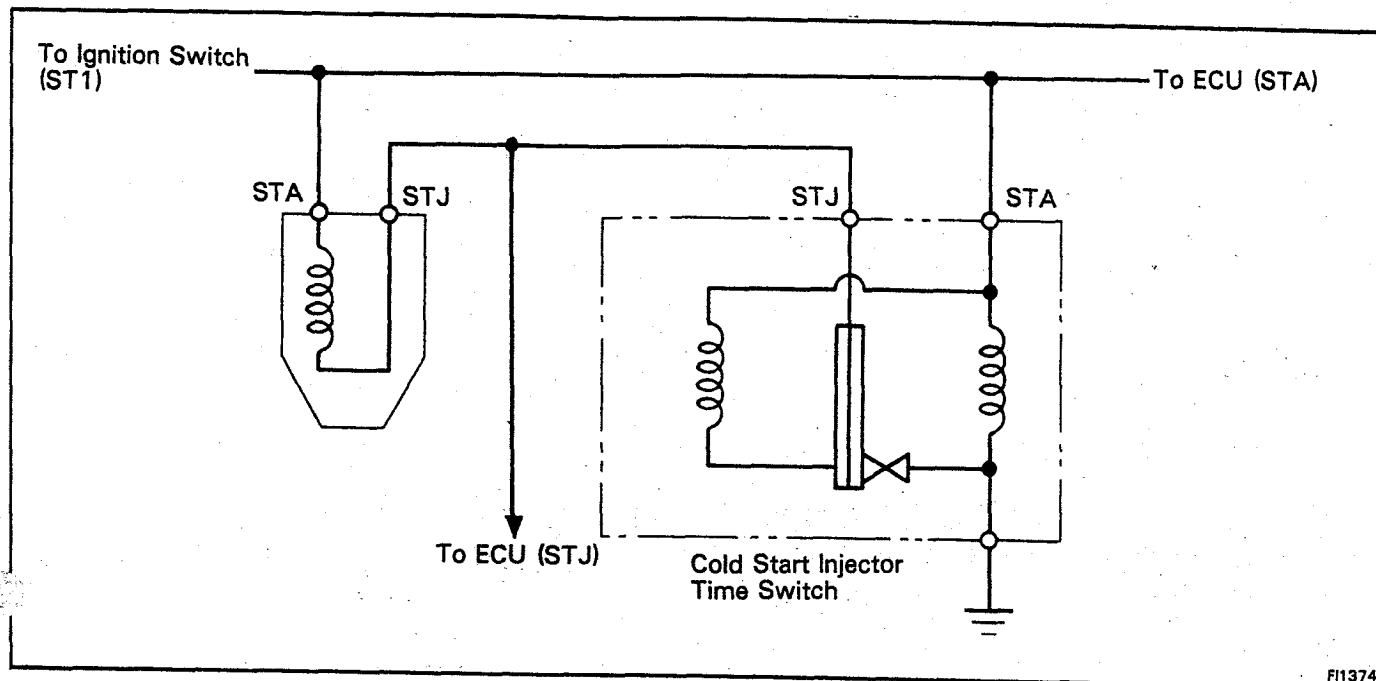 To Ignition Switch
(ST1)
To ECU (STA)
STA
STJ
STJ
STA
To ECU (STJ)
Cold Start Injector
Time Switch
FI1374